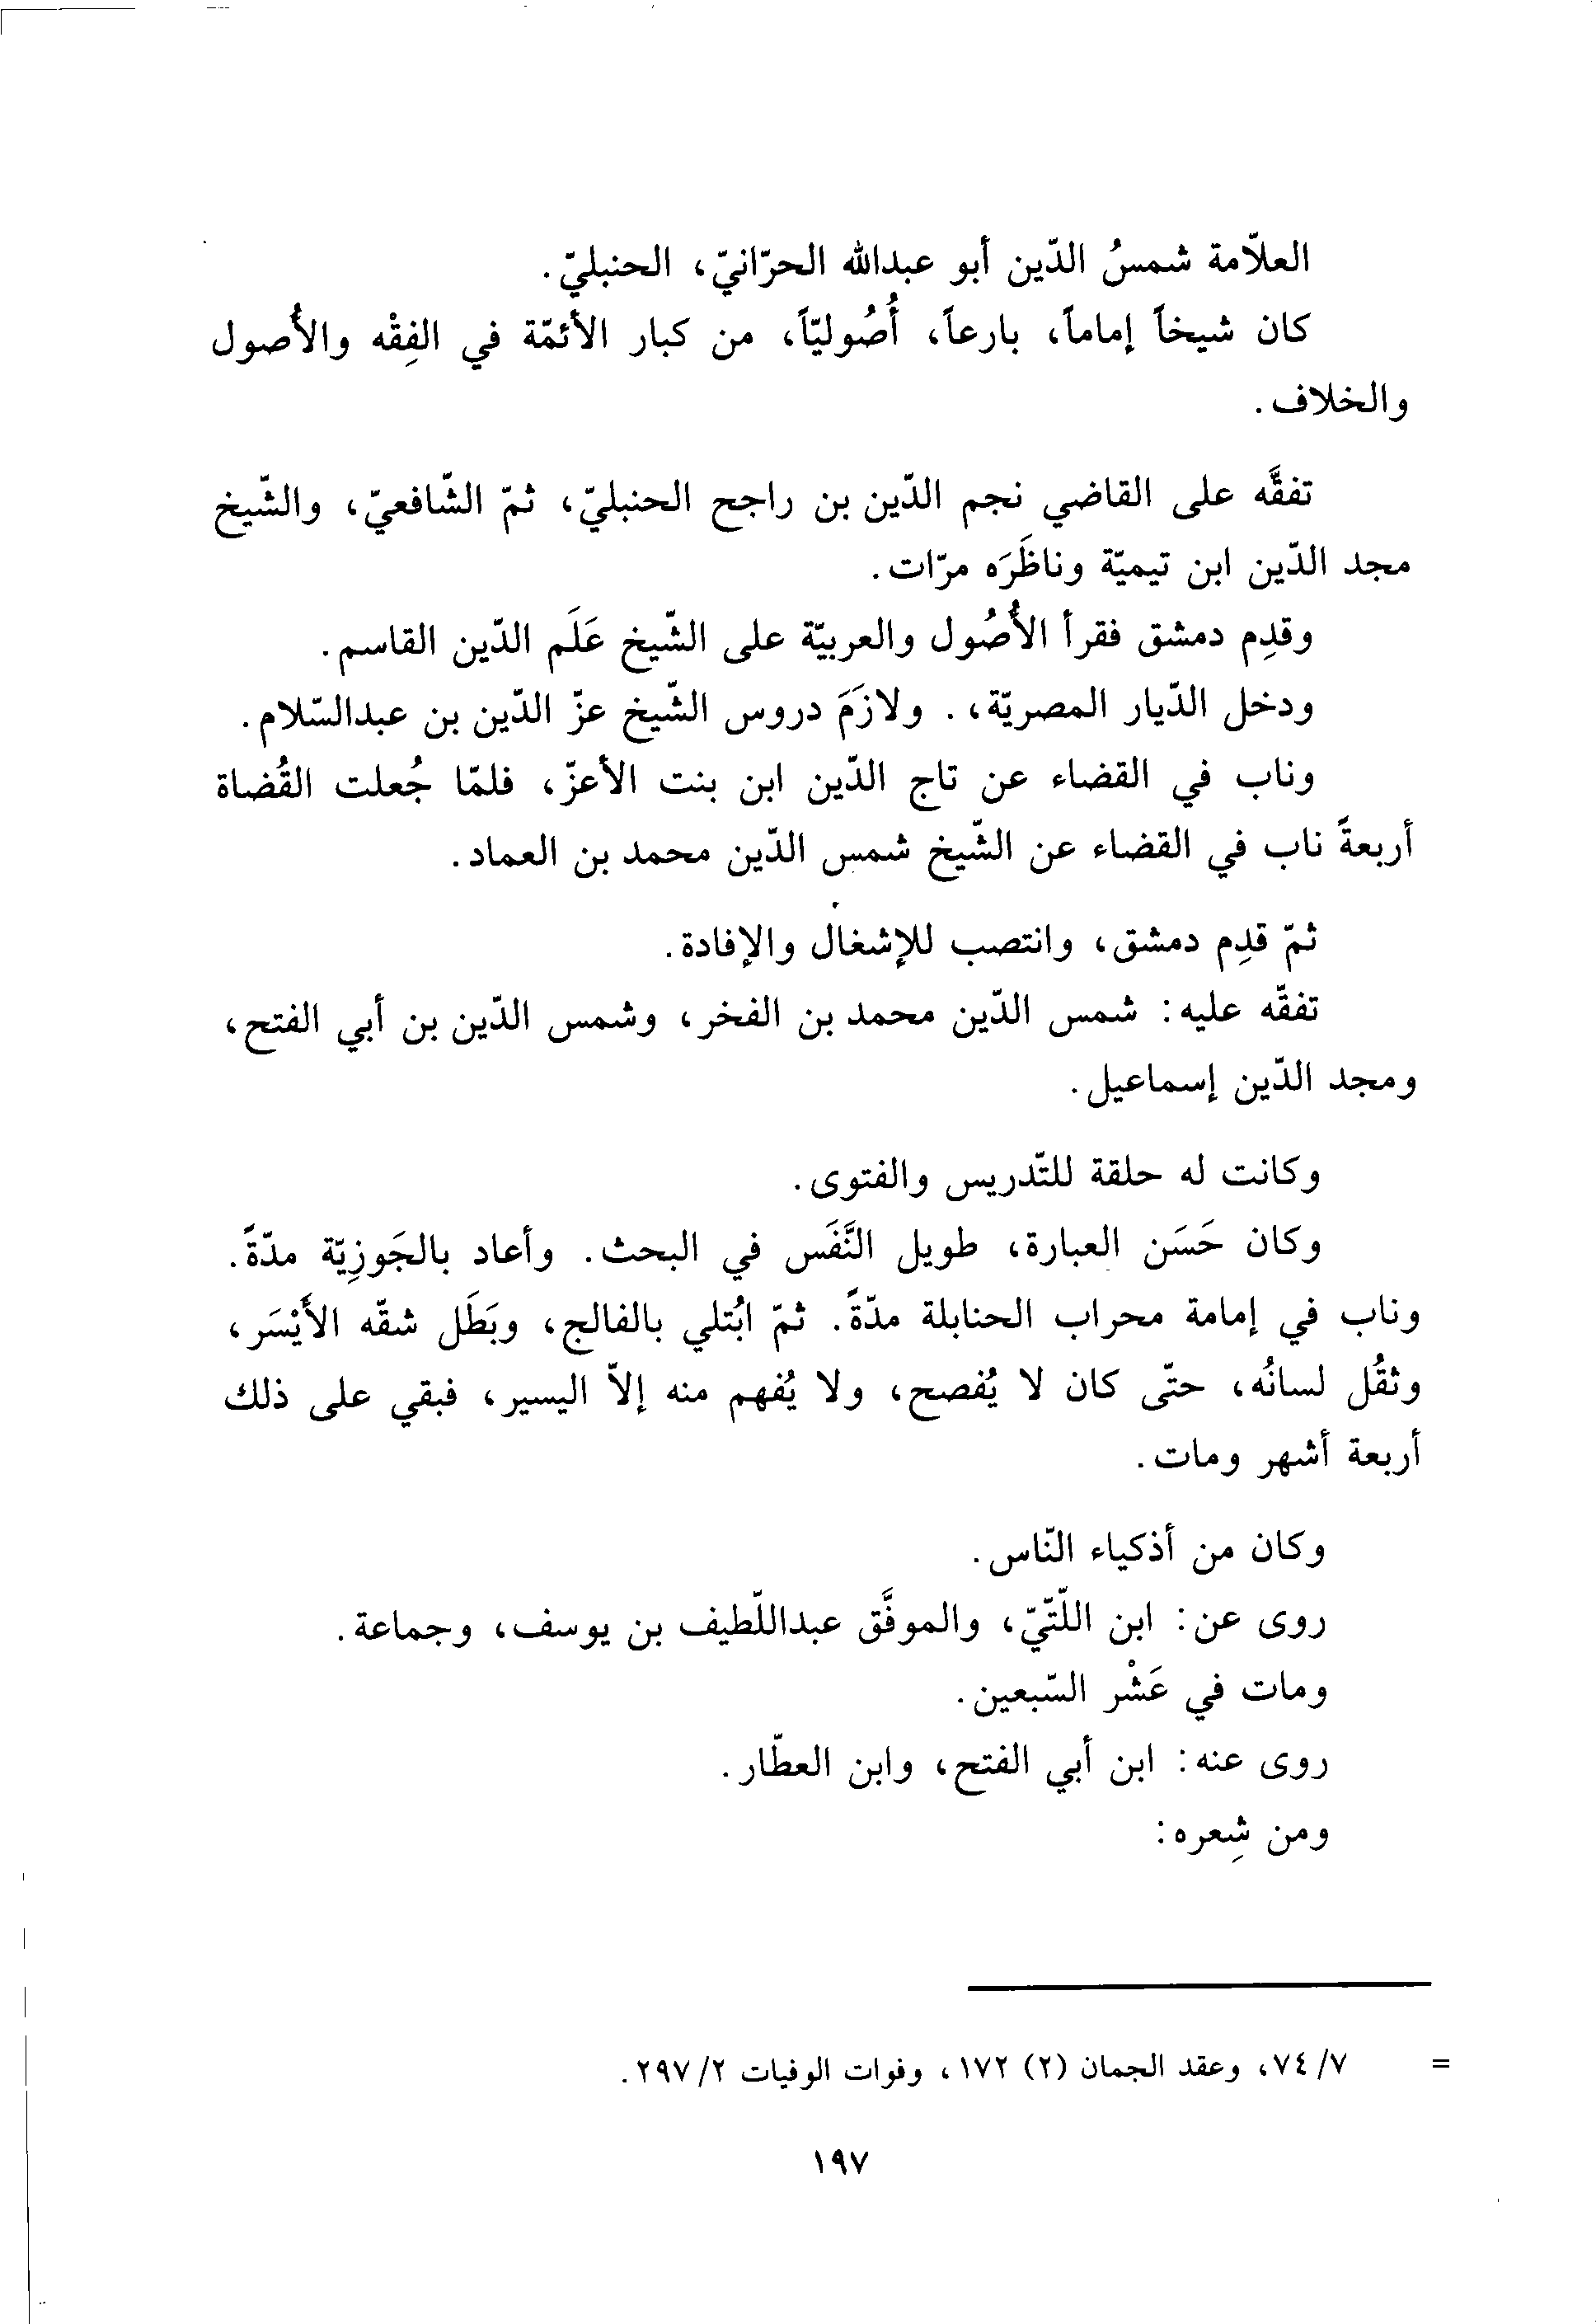 العلاّمة شمسُ الدّين أبو عبدالله الحرّانيّ، الحنبليّ.
كان شيخاً إماماً، بارعاً، أُصُوليّاً، من كبار الأئمّة في الفِقْه والأُصول
والخلاف.
تفقَّه على القاضي نجم الدّين بن راجح الحنبليّ، ثمّ الشّافعيّ، والشّيخ
مجد الدّين ابن تيميّة وناظَرَه مرّات.
وقدِم دمشق فقرأ الأُصُول والعربيّة على الشّيخ عَلَم الدّين القاسم.
ودخل الدّيار المصريّة،. ولازَمَ دروس الشّيخ عزّ الدّين بن عبدالسّلام.
وناب في القضاء عن تاج الدّين ابن بنت الأعزّ، فلمّا جُعلت القُضاة
أربعةً ناب في القضاء عن الشّيخ شمس الدّين محمد بن العماد.
ثمّ قدِم دمشق، وانتصب للإشغال والإفادة.
تفقّه عليه: شمس الدّين محمد بن الفخر، وشمس الدّين بن أبي الفتح،
ومجد الدّين إسماعيل.
وكانت له حلقة للتّدريس والفتوى.
وكان حَسَن العبارة، طويل النَّفَس في البحث. وأعاد بالجَوزِيّة مدّةً.
وناب في إمامة محراب الحنابلة مدّةً. ثمّ ابُتلي بالفالج، وبَطَل شقّه الأَيْسَر،
وثقُل لسانُه، حتّى كان لا يُفصح، ولا يُفهم منه إلاّ اليسير، فبقي على ذلك
أربعة أشهر ومات.
وكان من أذكياء النّاس.
روى عن: ابن اللّتّيّ، والموفَّق عبداللّطيف بن يوسف، وجماعة.
ومات في عَشْر السّبعين.
روى عنه: ابن أبي الفتح، وابن العطّار.
ومن شِعره:
= ٧/ ٧٤، وعقد الجمان (٢) ١٧٢، وفوات الوفيات ٢/ ٢٩٧.
١٩٧